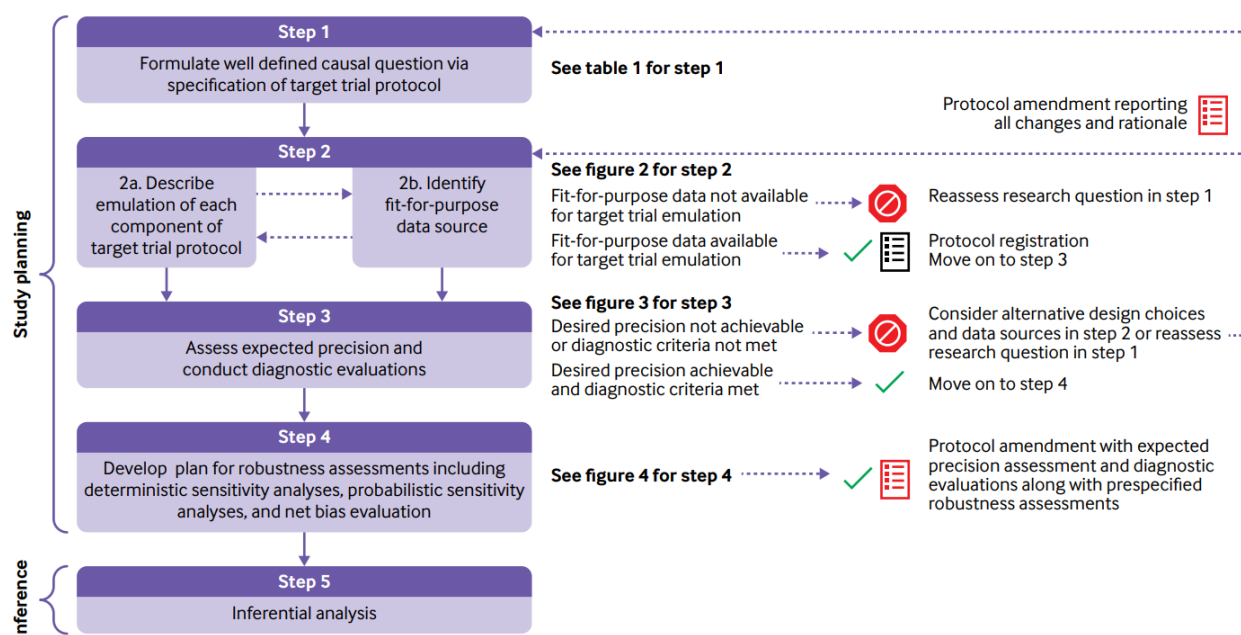 Step 1
Formulate well defined causal question via
specification of target trial protocol
See table 1 for step 1
Protocol amendment reporting
all changes and rationale
Study planning
Step 2
2a. Describe
emulation of each
component of
target trial protocol
2b. Identify
fit-for-purpose
data source
See figure 2 for step 2
Fit-for-purpose data not available
for target trial emulation
Reassess research question in step 1
Fit-for-purpose data available
for target trial emulation
Protocol registration
Move on to step 3
Step 3
Assess expected precision and
conduct diagnostic evaluations
See figure 3 for step 3
Desired precision not achievable
or diagnostic criteria not met
Consider alternative design choices
and data sources in step 2 or reassess
research question in step 1
Desired precision achievable
and diagnostic criteria met
Move on to step 4
Step 4
Develop plan for robustness assessments including
deterministic sensitivity analyses, probabilistic sensitivity
analyses, and net bias evaluation
See figure 4 for step 4
Protocol amendment with expected
precision assessment and diagnostic
evaluations along with prespecified
robustness assessments
nference
Step 5
Inferential analysis